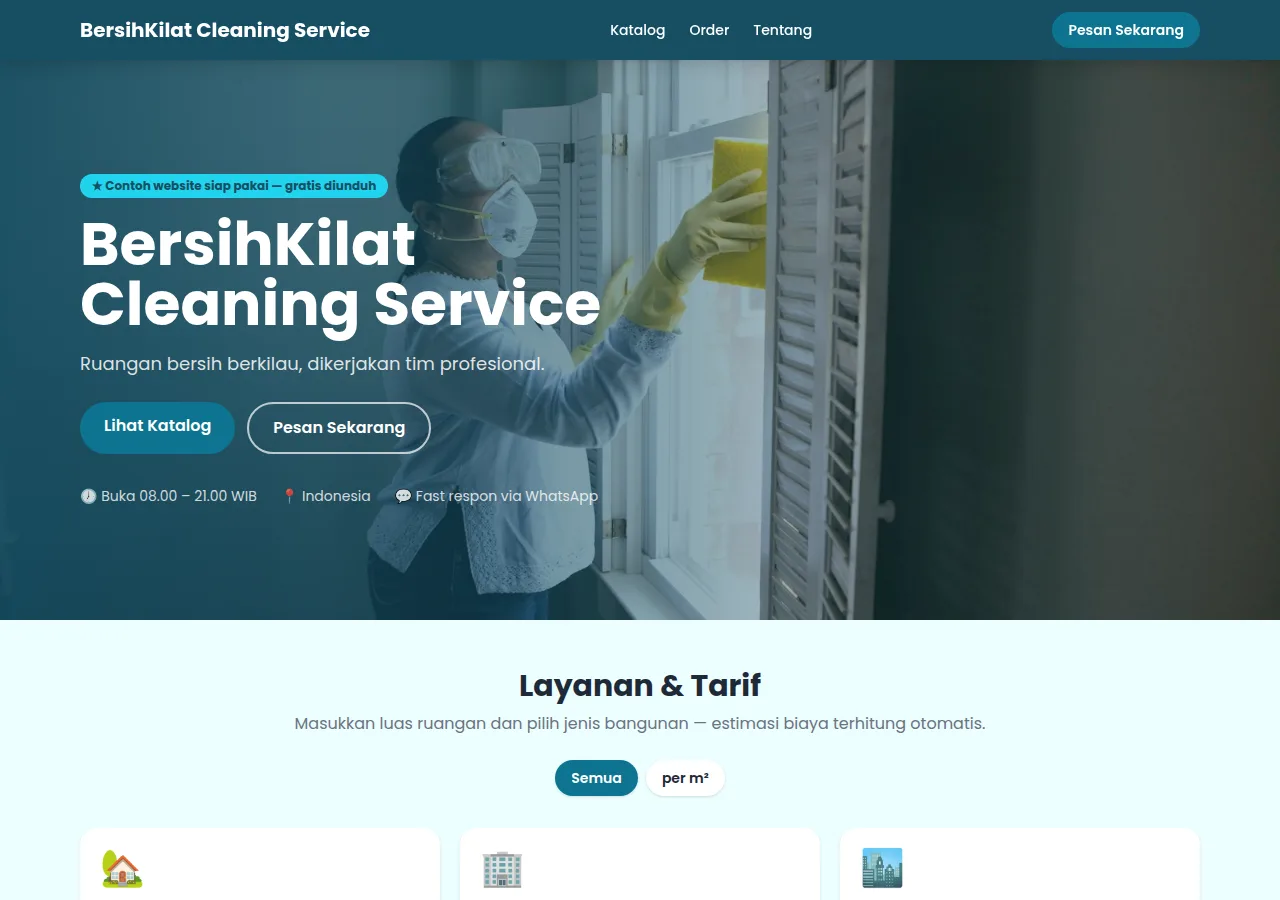 BersihKilat Cleaning Service
Katalog
Order
Tentang
Pesan Sekarang
★ Contoh website siap pakai — gratis diunduh
BersihKilat
Cleaning Service
Ruangan bersih berkilau, dikerjakan tim profesional.
Lihat Katalog
Pesan Sekarang
🕖 Buka 08.00 – 21.00 WIB
📍 Indonesia
💬 Fast respon via WhatsApp
Layanan & Tarif
Masukkan luas ruangan dan pilih jenis bangunan — estimasi biaya terhitung otomatis.
Semua
per m²